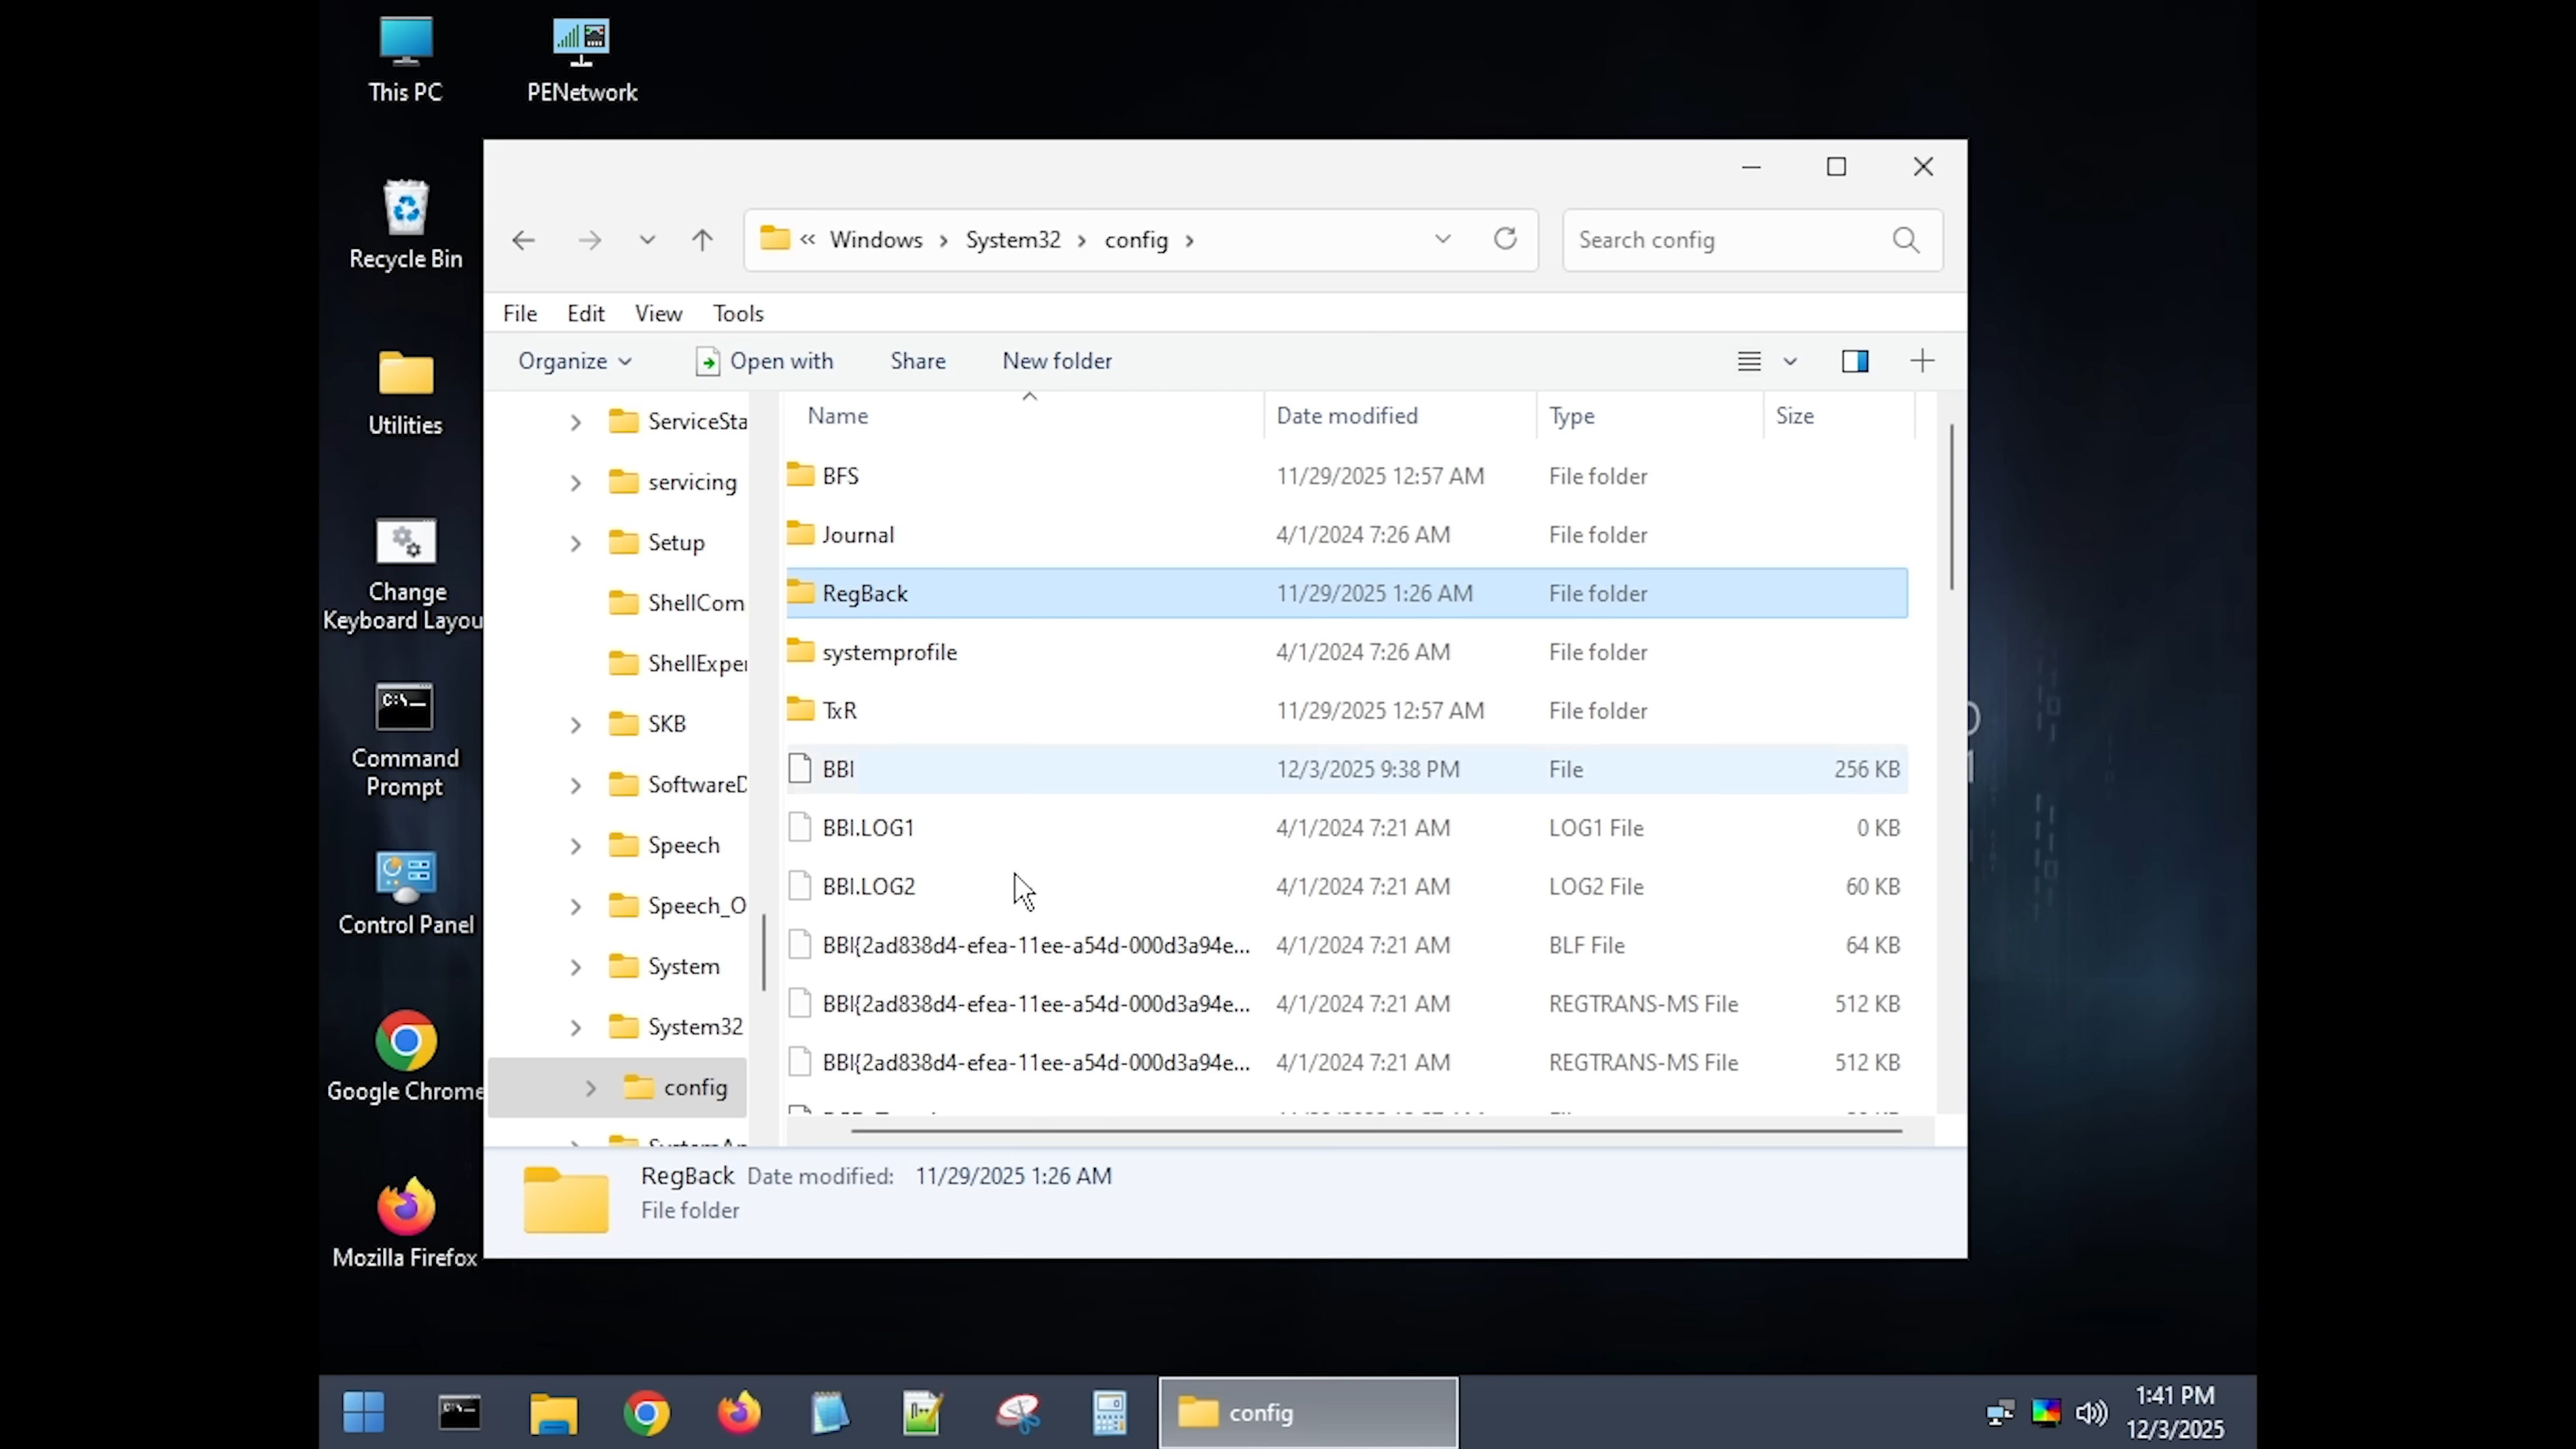 This PC
PENetwork
Recycle Bin
Utilities
Change
Keyboard Layou
Command
Prompt
Control Panel
Google Chrome
Mozilla Firefox
« Windows › System32 › config ›
Search config
File Edit View Tools
Organize Open with Share New folder
ServiceSta
servicing
Setup
ShellCom
ShellExper
SKB
SoftwareD
Speech
Speech_O
System
System32
config
Name Date modified Type Size
BFS 11/29/2025 12:57 AM File folder
Journal 4/1/2024 7:26 AM File folder
RegBack 11/29/2025 1:26 AM File folder
systemprofile 4/1/2024 7:26 AM File folder
TxR 11/29/2025 12:57 AM File folder
BBI 12/3/2025 9:38 PM File 256 KB
BBI.LOG1 4/1/2024 7:21 AM LOG1 File 0 KB
BBI.LOG2 4/1/2024 7:21 AM LOG2 File 60 KB
BBI{2ad838d4-efea-11ee-a54d-000d3a94e... 4/1/2024 7:21 AM BLF File 64 KB
BBI{2ad838d4-efea-11ee-a54d-000d3a94e... 4/1/2024 7:21 AM REGTRANS-MS File 512 KB
BBI{2ad838d4-efea-11ee-a54d-000d3a94e... 4/1/2024 7:21 AM REGTRANS-MS File 512 KB
RegBack Date modified: 11/29/2025 1:26 AM
File folder
config
1:41 PM
12/3/2025